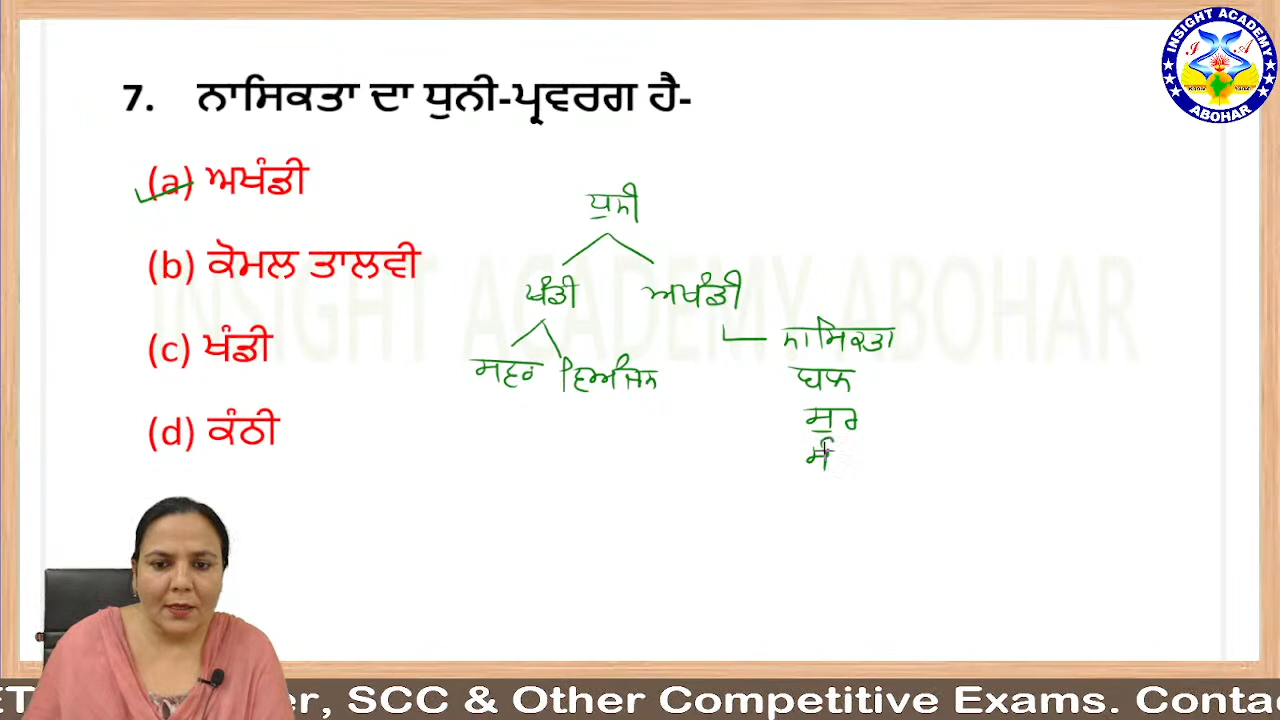 INSIGHT ACADEMY
ABOHAR
7. ਨਾਸਿਕਤਾ ਦਾ ਧੁਨੀ-ਪ੍ਰਵਰਗ ਹੈ-
(a) ਅਖੰਡੀ
(b) ਕੋਮਲ ਤਾਲਵੀ
(c) ਖੰਡੀ
(d) ਕੰਠੀ
ਧੁਨੀ
ਖੰਡੀ ਅਖੰਡੀ
ਸਵਰ ਵਿਅੰਜਨ
ਨਾਸਿਕਤਾ
ਬਲ
ਸੁਰ
INSIGHT ACADEMY ABOHAR
er, SCC & Other Competitive Exams. Conta